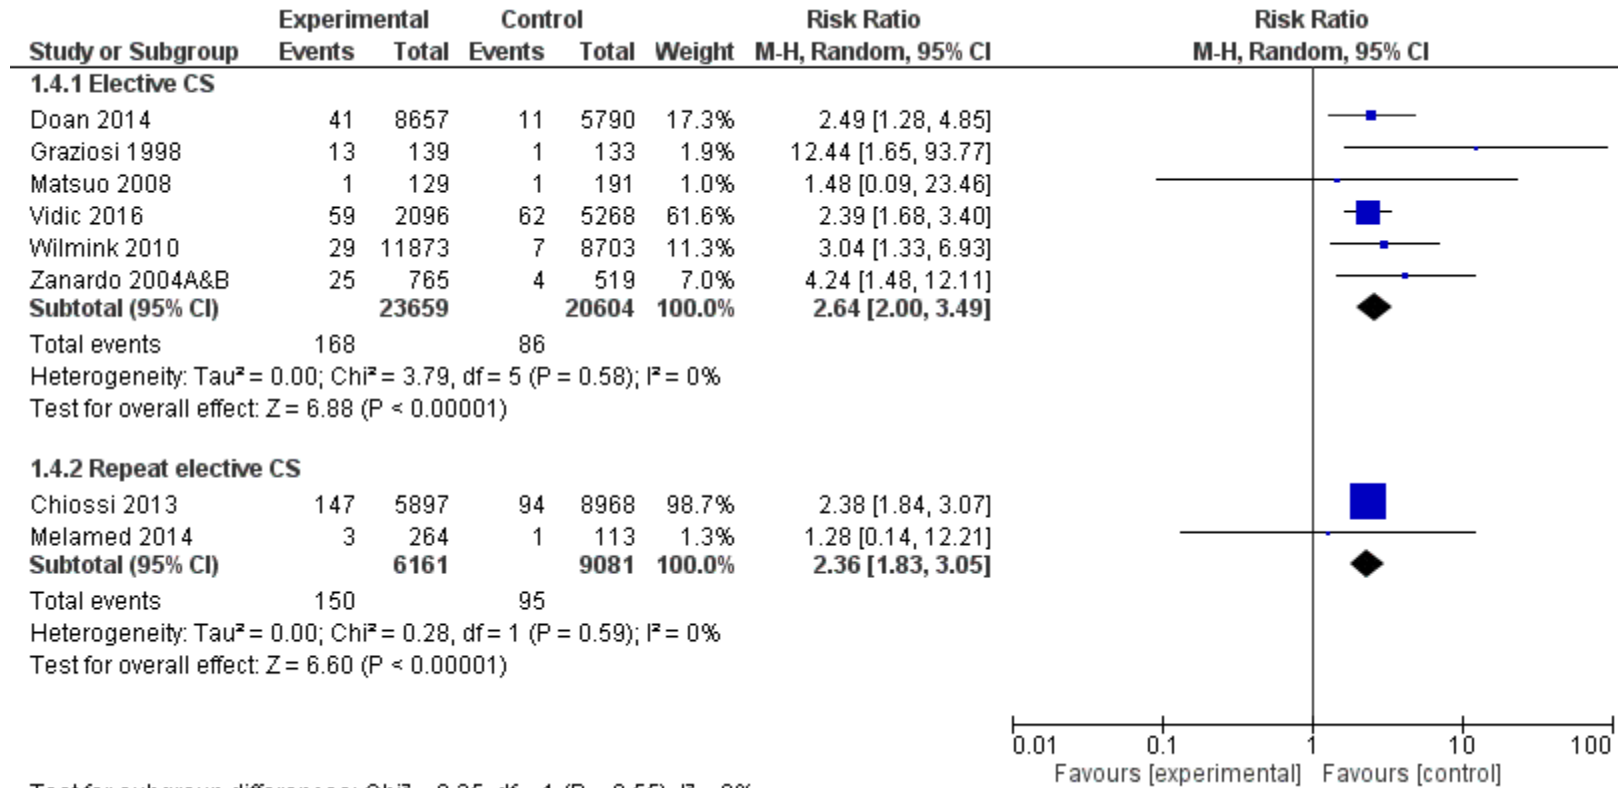 Experimental Control Risk Ratio Risk Ratio
Study or Subgroup Events Total Events Total Weight M-H, Random, 95% CI M-H, Random, 95% CI
1.4.1 Elective CS
Doan 2014 41 8657 11 5790 17.3% 2.49 [1.28, 4.85]
Graziosi 1998 13 139 1 133 1.9% 12.44 [1.65, 93.77]
Matsuo 2008 1 129 1 191 1.0% 1.48 [0.09, 23.46]
Vidic 2016 59 2096 62 5268 61.6% 2.39 [1.68, 3.40]
Wilmink 2010 29 11873 7 8703 11.3% 3.04 [1.33, 6.93]
Zanardo 2004A&B 25 765 4 519 7.0% 4.24 [1.48, 12.11]
Subtotal (95% CI) 23659 20604 100.0% 2.64 [2.00, 3.49]
Total events 168 86
Heterogeneity: Tau² = 0.00; Chi² = 3.79, df = 5 (P = 0.58); I² = 0%
Test for overall effect: Z = 6.88 (P < 0.00001)
1.4.2 Repeat elective CS
Chiossi 2013 147 5897 94 8968 98.7% 2.38 [1.84, 3.07]
Melamed 2014 3 264 1 113 1.3% 1.28 [0.14, 12.21]
Subtotal (95% CI) 6161 9081 100.0% 2.36 [1.83, 3.05]
Total events 150 95
Heterogeneity: Tau² = 0.00; Chi² = 0.28, df = 1 (P = 0.59); I² = 0%
Test for overall effect: Z = 6.60 (P < 0.00001)
0.01 0.1 1 10 100
Favours [experimental] Favours [control]